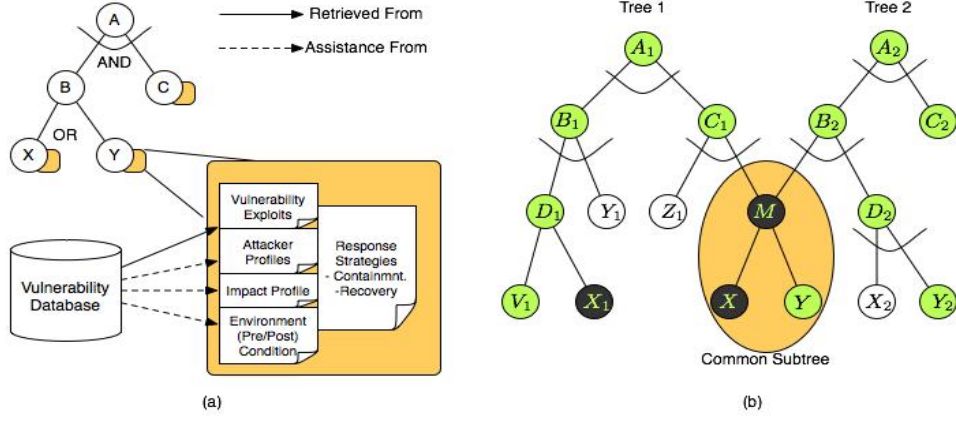 A
AND
B
C
OR
X
Y
Retrieved From
Assistance From
Vulnerability
Database
Vulnerability
Exploits
Attacker
Profiles
Impact Profile
Environment
(Pre/Post)
Condition
Response
Strategies
- Containmnt.
-Recovery
(a)
Tree 1
Tree 2
A1
A2
B1
C1
B2
C2
D1
Y1
Z1
M
D2
V1
X1
X
Y
X2
Y2
Common Subtree
(b)